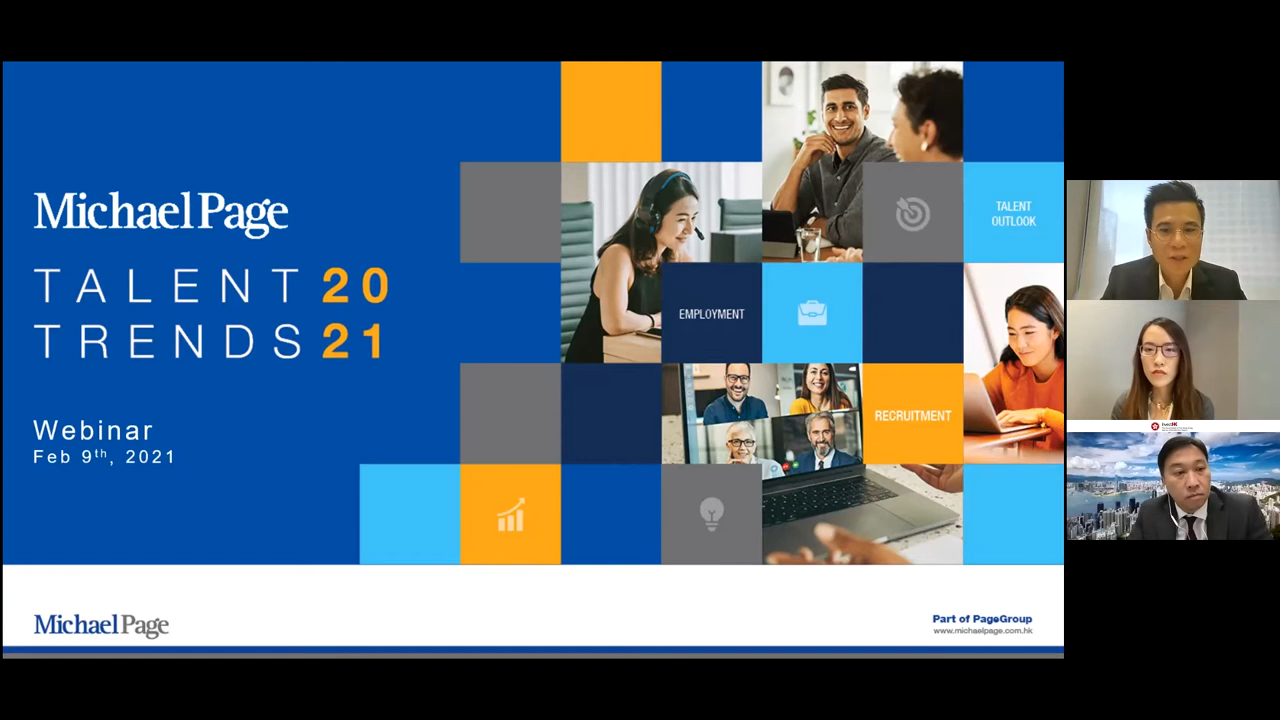 Michael Page
TALENT 20
TRENDS 21
Webinar
Feb 9th, 2021
TALENT
OUTLOOK
EMPLOYMENT
RECRUITMENT
Michael Page
Part of PageGroup
www.michaelpage.com.hk